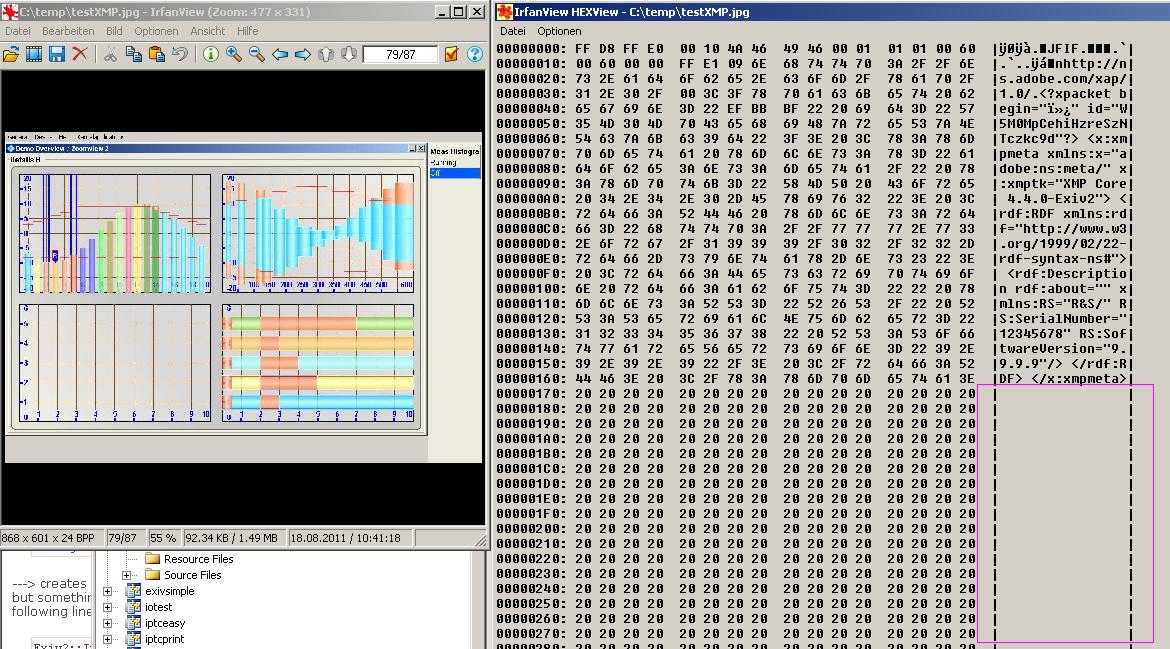 C:\temp\testXMP.jpg - IrfanView (Zoom: 477 x 331)
Datei Bearbeiten Bild Optionen Ansicht Hilfe
79/87
Demo Overview : Zoomview 2
Details H
Meas Histogra
Running
Off
868 x 601 x 24 BPP 79/87 55 % 92.34 KB / 1.49 MB 18.08.2011 / 10:41:18
---> creates
but somethin
following line
Exiv2::I
Resource Files
Source Files
exivsimple
iotest
iptceasy
iptcprint
IrfanView HEXView - C:\temp\testXMP.jpg
Datei Optionen
00000000: FF D8 FF E0 00 10 4A 46 49 46 00 01 01 01 00 60 |ÿØÿà.■JFIF.■■■.`|
00000010: 00 60 00 00 FF E1 09 6E 68 74 74 70 3A 2F 2F 6E |.`..ÿá■nhttp://n|
00000020: 73 2E 61 64 6F 62 65 2E 63 6F 6D 2F 78 61 70 2F |s.adobe.com/xap/|
00000030: 31 2E 30 2F 00 3C 3F 78 70 61 63 6B 65 74 20 62 |1.0/.<?xpacket b|
00000040: 65 67 69 6E 3D 22 EF BB BF 22 20 69 64 3D 22 57 |egin="ï»¿" id="W|
00000050: 35 4D 30 4D 70 43 65 68 69 48 7A 72 65 53 7A 4E |5M0MpCehiHzreSzN|
00000060: 54 63 7A 6B 63 39 64 22 3F 3E 20 3C 78 3A 78 6D |Tczkc9d"?> <x:xm|
00000070: 70 6D 65 74 61 20 78 6D 6C 6E 73 3A 78 3D 22 61 |pmeta xmlns:x="a|
00000080: 64 6F 62 65 3A 6E 73 3A 6D 65 74 61 2F 22 20 78 |dobe:ns:meta/" x|
00000090: 3A 78 6D 70 74 6B 3D 22 58 4D 50 20 43 6F 72 65 |:xmptk="XMP Core|
000000A0: 20 34 2E 34 2E 30 2D 45 78 69 76 32 22 3E 20 3C | 4.4.0-Exiv2"> <|
000000B0: 72 64 66 3A 52 44 46 20 78 6D 6C 6E 73 3A 72 64 |rdf:RDF xmlns:rd|
000000C0: 66 3D 22 68 74 74 70 3A 2F 2F 77 77 77 2E 77 33 |f="http://www.w3|
000000D0: 2E 6F 72 67 2F 31 39 39 39 2F 30 32 2F 32 32 2D |.org/1999/02/22-|
000000E0: 72 64 66 2D 73 79 6E 74 61 78 2D 6E 73 23 22 3E |rdf-syntax-ns#">|
000000F0: 20 3C 72 64 66 3A 44 65 73 63 72 69 70 74 69 6F | <rdf:Descriptio|
00000100: 6E 20 72 64 66 3A 61 62 6F 75 74 3D 22 22 20 78 |n rdf:about="" x|
00000110: 6D 6C 6E 73 3A 52 53 3D 22 52 26 53 2F 22 20 52 |mlns:RS="R&S/" R|
00000120: 53 3A 53 65 72 69 61 6C 4E 75 6D 62 65 72 3D 22 |S:SerialNumber="|
00000130: 31 32 33 34 35 36 37 38 22 20 52 53 3A 53 6F 66 |12345678" RS:Sof|
00000140: 74 77 61 72 65 56 65 72 73 69 6F 6E 3D 22 39 2E |twareVersion="9.|
00000150: 39 2E 39 2E 39 22 2F 3E 20 3C 2F 72 64 66 3A 52 |9.9.9"/> </rdf:R|
00000160: 44 46 3E 20 3C 2F 78 3A 78 6D 70 6D 65 74 61 3E |DF> </x:xmpmeta>|
00000170: 20 20 20 20 20 20 20 20 20 20 20 20 20 20 20 20 | |
00000180: 20 20 20 20 20 20 20 20 20 20 20 20 20 20 20 20 | |
00000190: 20 20 20 20 20 20 20 20 20 20 20 20 20 20 20 20 | |
000001A0: 20 20 20 20 20 20 20 20 20 20 20 20 20 20 20 20 | |
000001B0: 20 20 20 20 20 20 20 20 20 20 20 20 20 20 20 20 | |
000001C0: 20 20 20 20 20 20 20 20 20 20 20 20 20 20 20 20 | |
000001D0: 20 20 20 20 20 20 20 20 20 20 20 20 20 20 20 20 | |
000001E0: 20 20 20 20 20 20 20 20 20 20 20 20 20 20 20 20 | |
000001F0: 20 20 20 20 20 20 20 20 20 20 20 20 20 20 20 20 | |
00000200: 20 20 20 20 20 20 20 20 20 20 20 20 20 20 20 20 | |
00000210: 20 20 20 20 20 20 20 20 20 20 20 20 20 20 20 20 | |
00000220: 20 20 20 20 20 20 20 20 20 20 20 20 20 20 20 20 | |
00000230: 20 20 20 20 20 20 20 20 20 20 20 20 20 20 20 20 | |
00000240: 20 20 20 20 20 20 20 20 20 20 20 20 20 20 20 20 | |
00000250: 20 20 20 20 20 20 20 20 20 20 20 20 20 20 20 20 | |
00000260: 20 20 20 20 20 20 20 20 20 20 20 20 20 20 20 20 | |
00000270: 20 20 20 20 20 20 20 20 20 20 20 20 20 20 20 20 | |